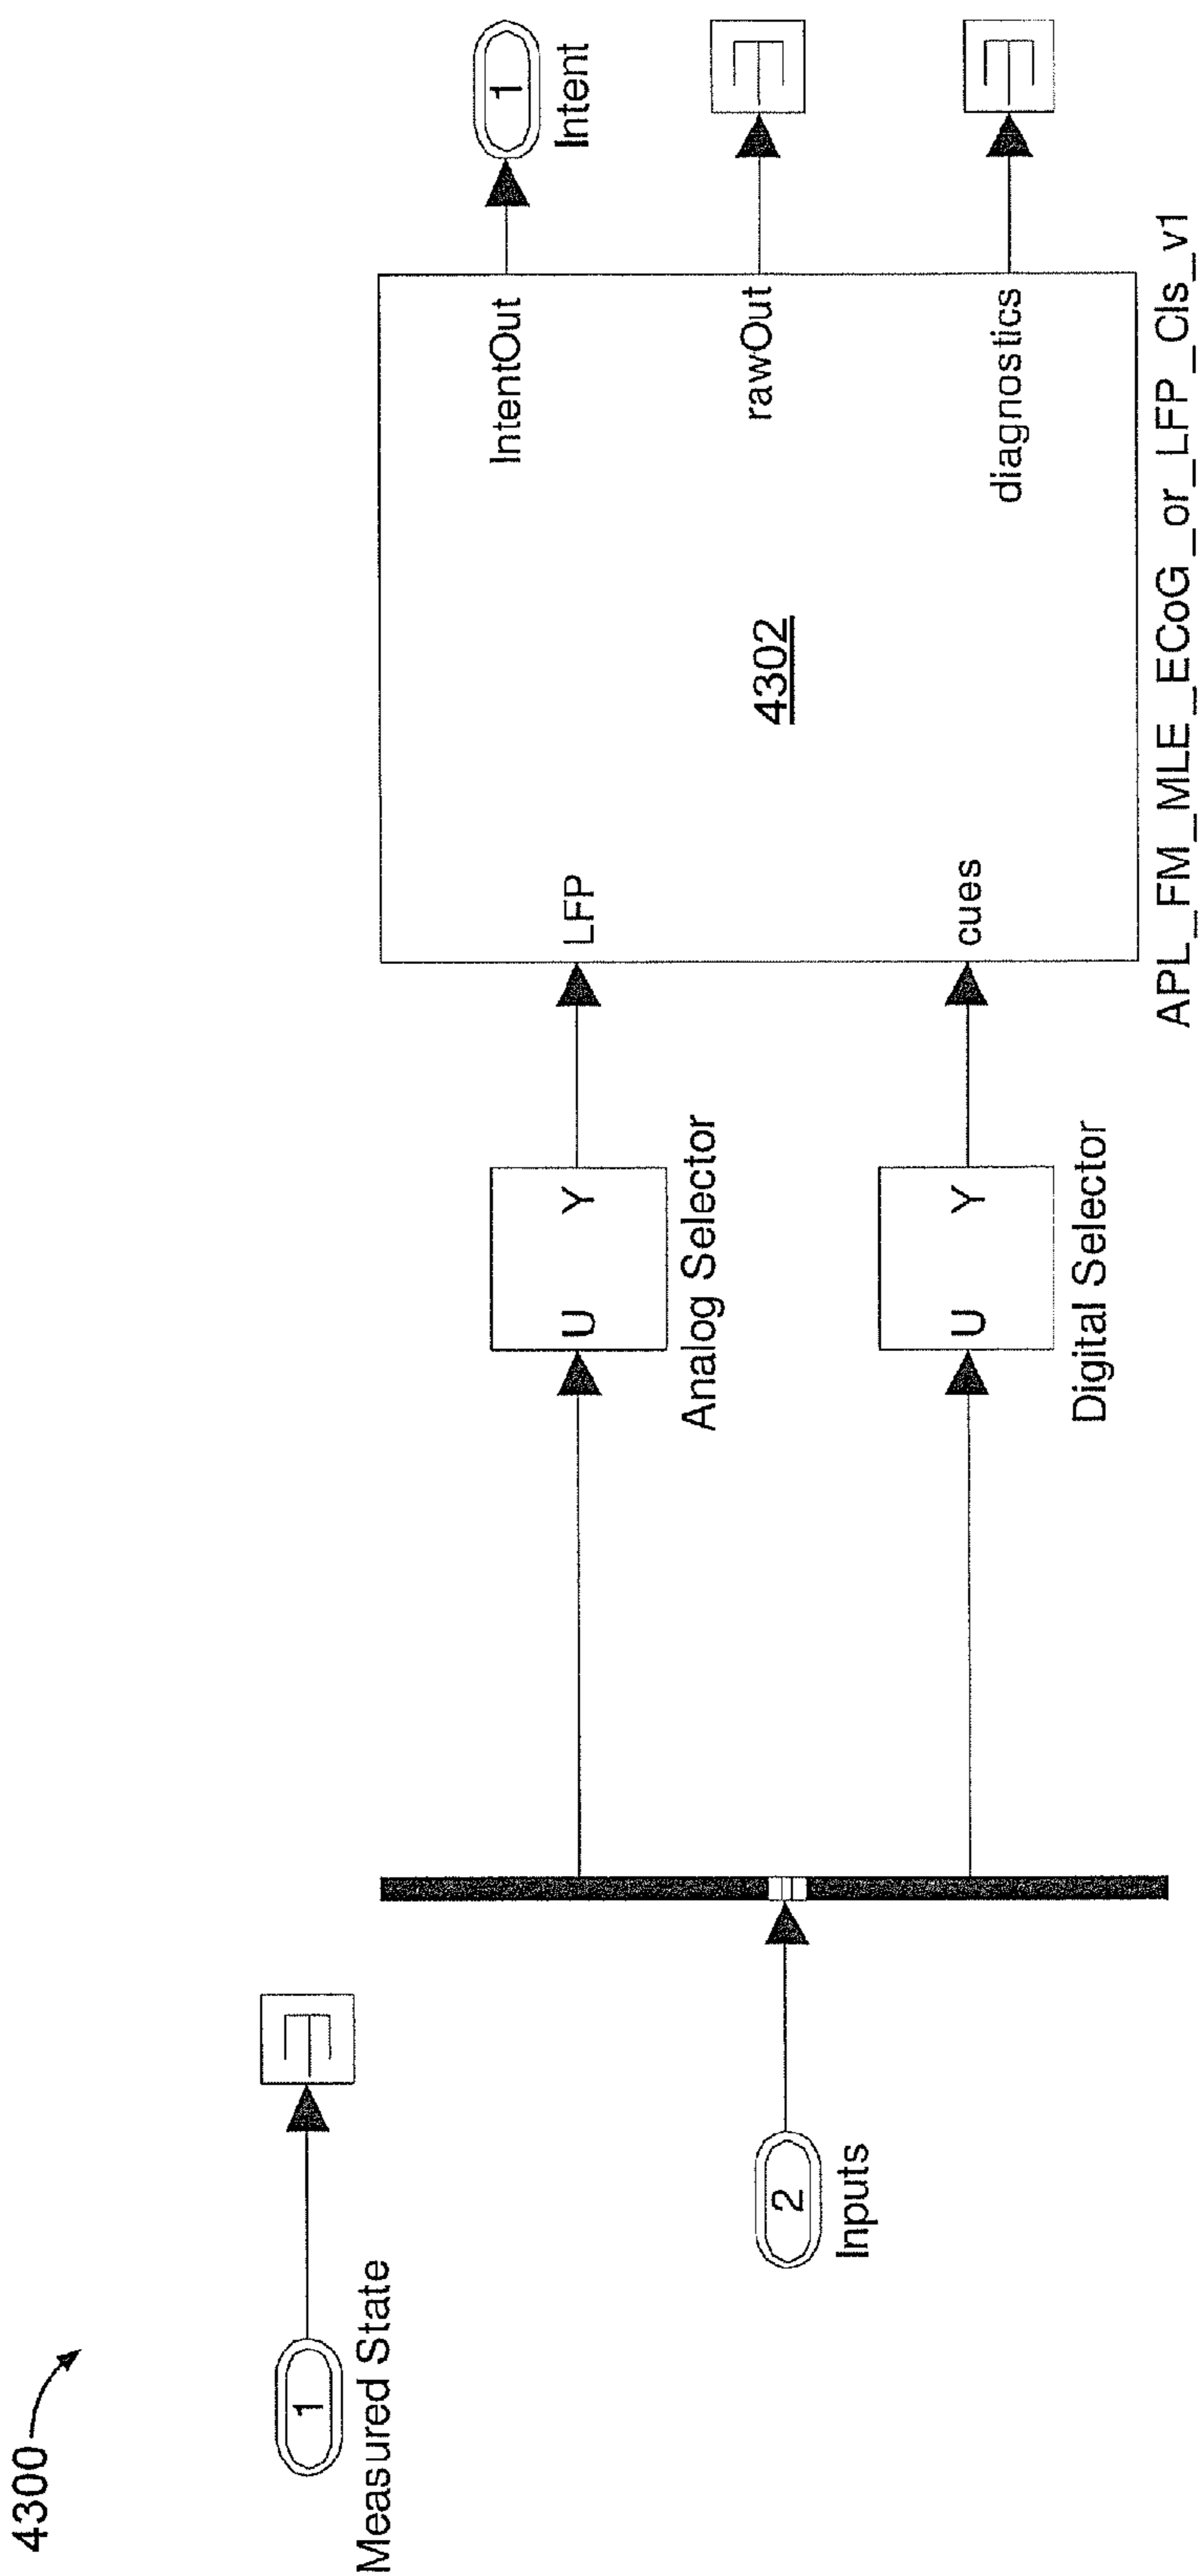 4300
1
Measured State
2
Inputs
U Y
Analog Selector
U Y
Digital Selector
LFP
cues
4302
IntentOut
rawOut
diagnostics
APL_FM_MLE_ECoG_or_LFP_Cls_v1
1
Intent